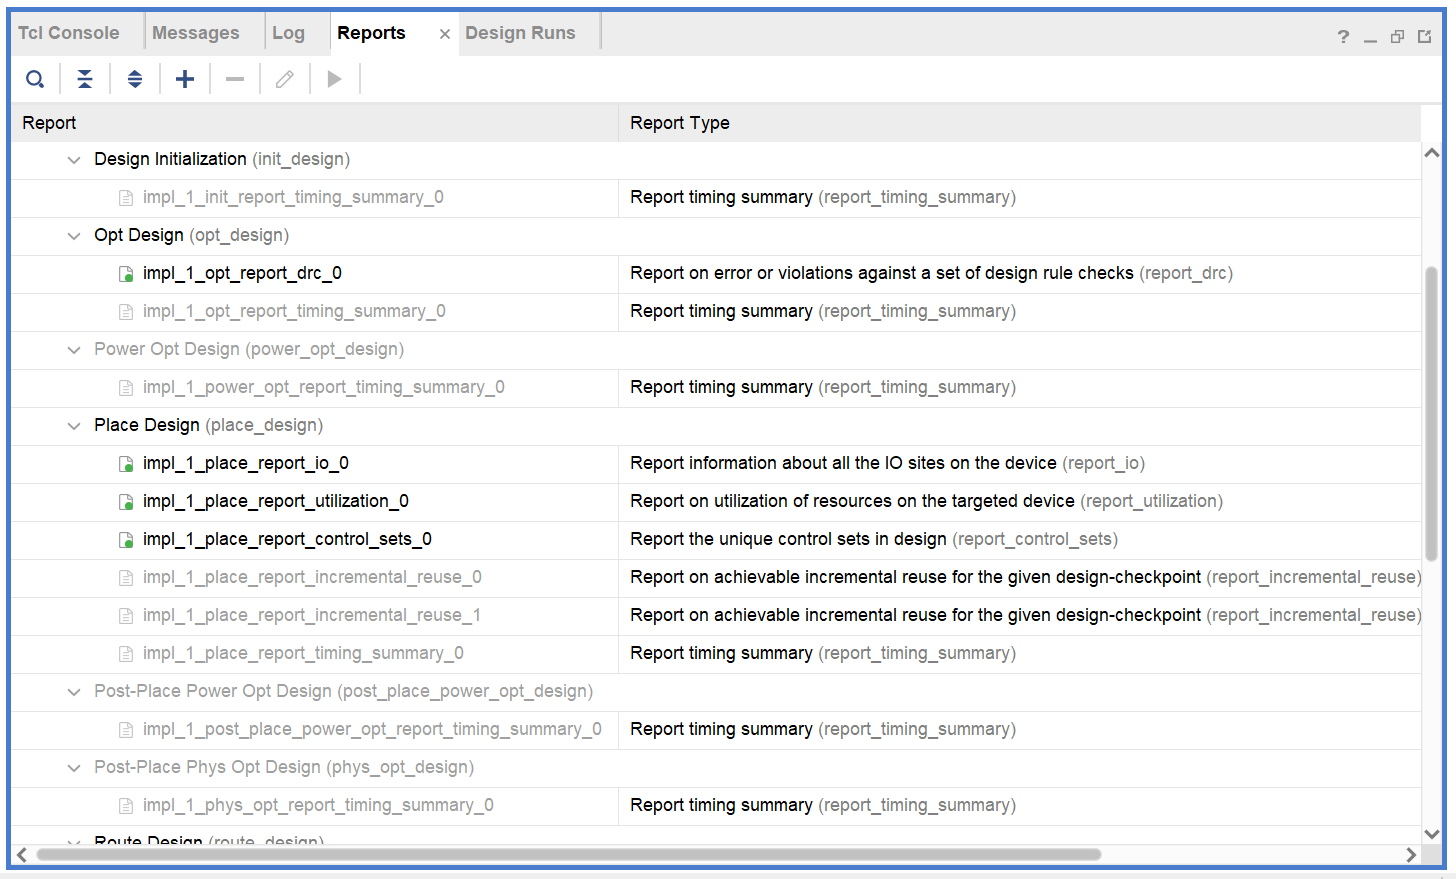 Tcl Console Messages Log Reports Design Runs
Report Report Type
Design Initialization (init_design)
impl_1_init_report_timing_summary_0 Report timing summary (report_timing_summary)
Opt Design (opt_design)
impl_1_opt_report_drc_0 Report on error or violations against a set of design rule checks (report_drc)
impl_1_opt_report_timing_summary_0 Report timing summary (report_timing_summary)
Power Opt Design (power_opt_design)
impl_1_power_opt_report_timing_summary_0 Report timing summary (report_timing_summary)
Place Design (place_design)
impl_1_place_report_io_0 Report information about all the IO sites on the device (report_io)
impl_1_place_report_utilization_0 Report on utilization of resources on the targeted device (report_utilization)
impl_1_place_report_control_sets_0 Report the unique control sets in design (report_control_sets)
impl_1_place_report_incremental_reuse_0 Report on achievable incremental reuse for the given design-checkpoint (report_incremental_reuse)
impl_1_place_report_incremental_reuse_1 Report on achievable incremental reuse for the given design-checkpoint (report_incremental_reuse)
impl_1_place_report_timing_summary_0 Report timing summary (report_timing_summary)
Post-Place Power Opt Design (post_place_power_opt_design)
impl_1_post_place_power_opt_report_timing_summary_0 Report timing summary (report_timing_summary)
Post-Place Phys Opt Design (phys_opt_design)
impl_1_phys_opt_report_timing_summary_0 Report timing summary (report_timing_summary)
Route Design (route_design)